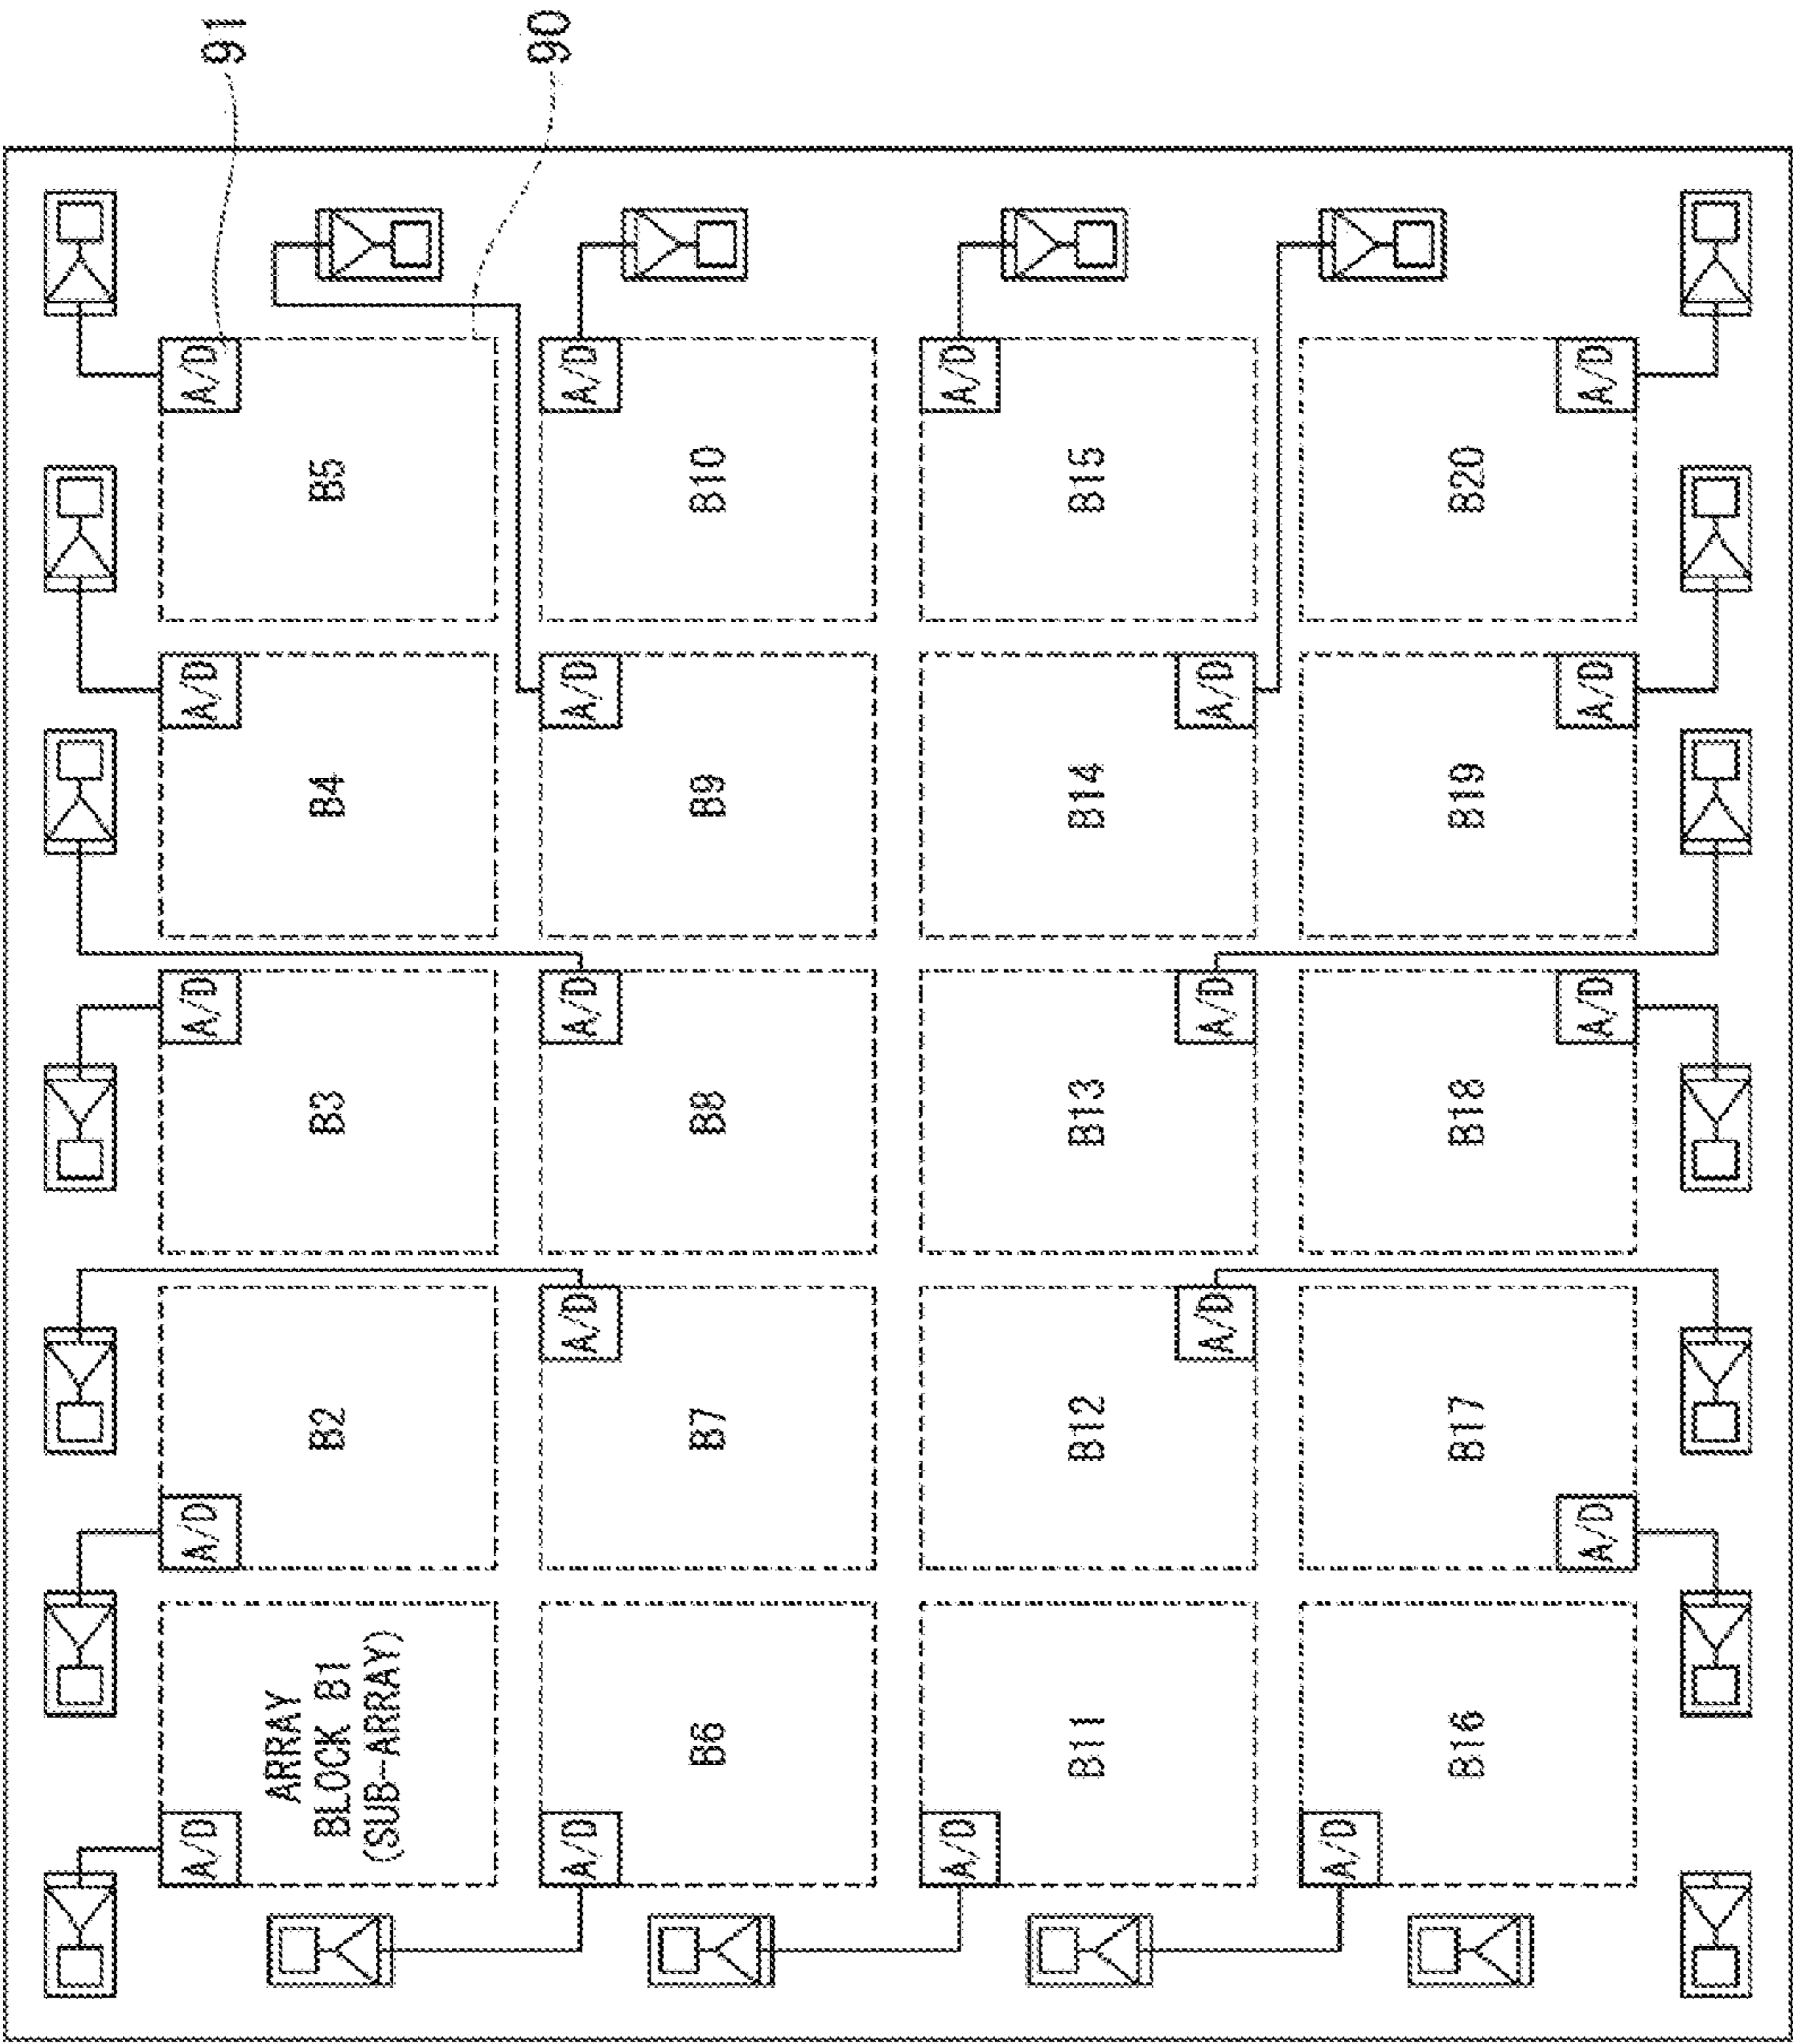 A/D
A/D
A/D
A/D
A/D
91
ARRAY
BLOCK B1
(SUB-ARRAY)
B2
B3
B4
B5
90
A/D
A/D
A/D
A/D
A/D
B6
B7
B8
B9
B10
A/D
A/D
B11
B12
B13
B14
B15
A/D
A/D
A/D
A/D
B16
B17
B18
B19
B20
A/D
A/D
A/D
A/D